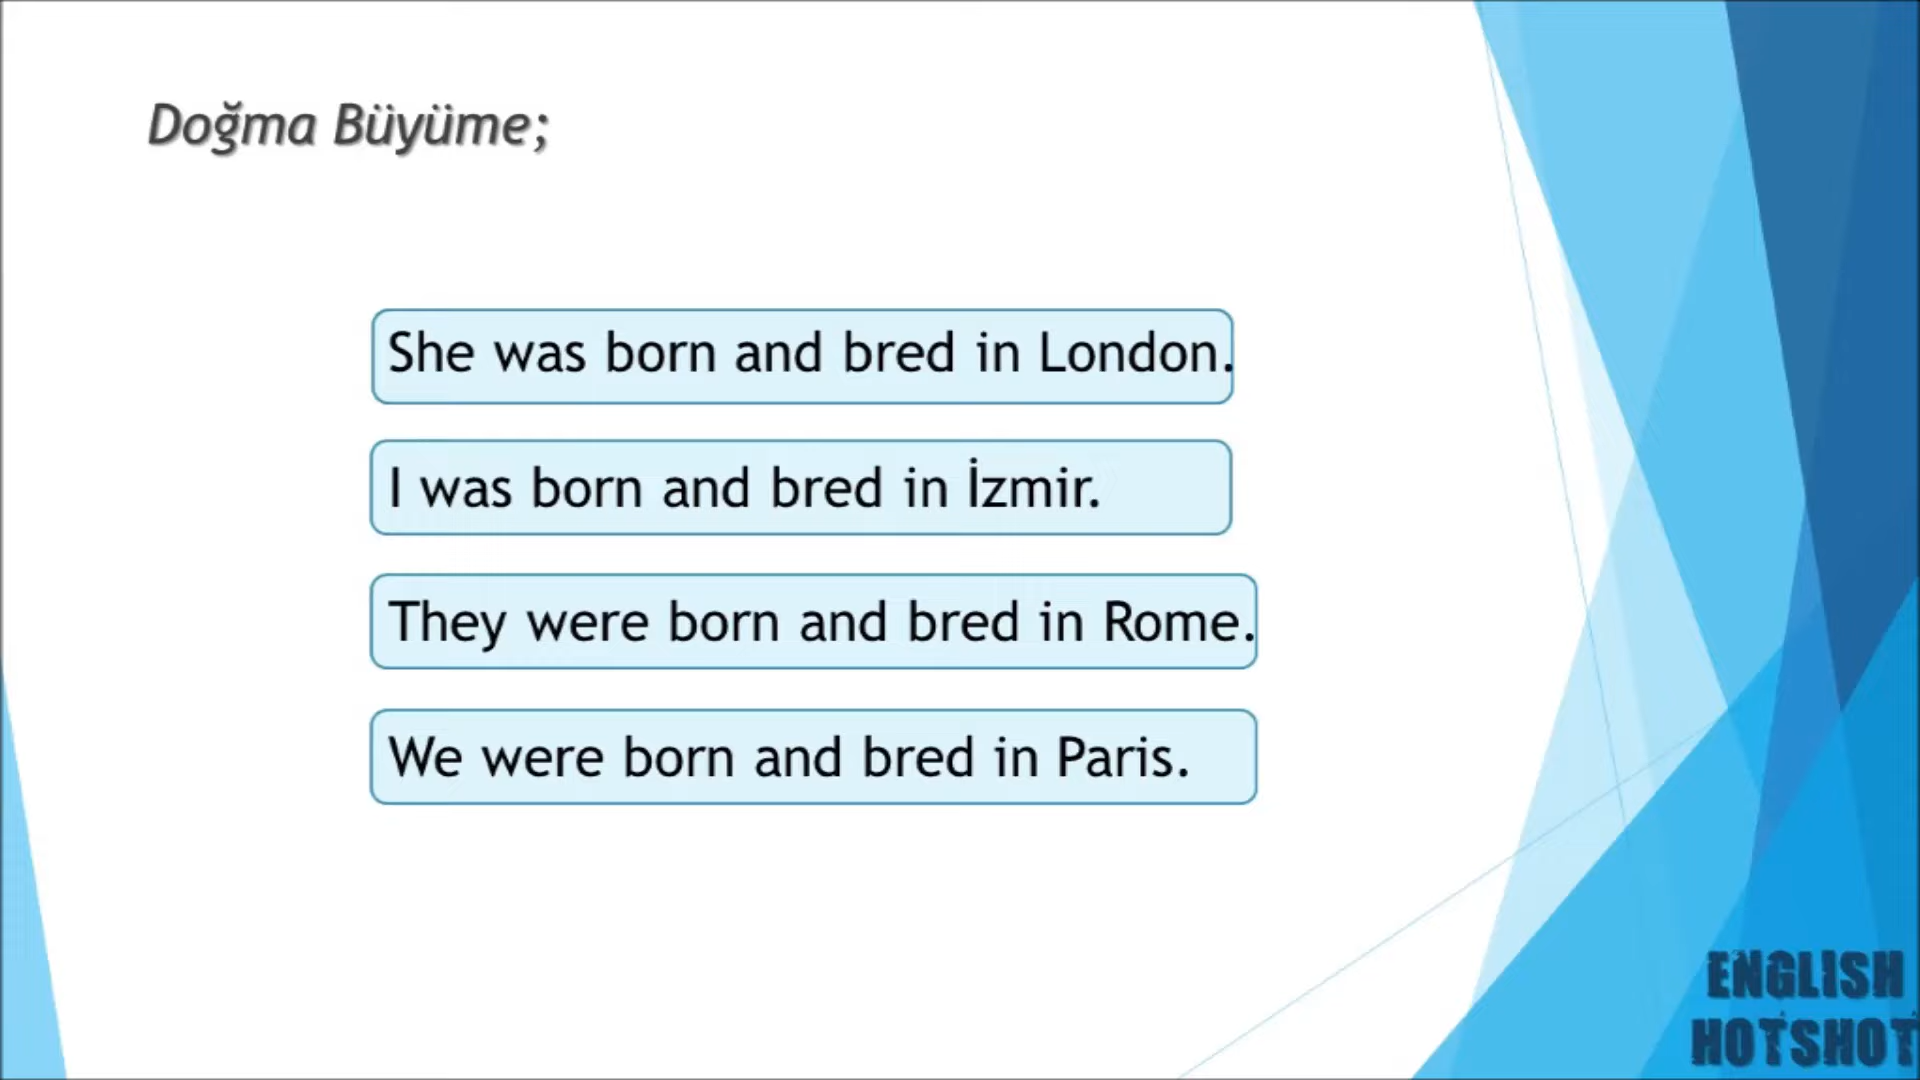 Doğma Büyüme;
She was born and bred in London.
I was born and bred in İzmir.
They were born and bred in Rome.
We were born and bred in Paris.
ENGLISH
HOTSHOT